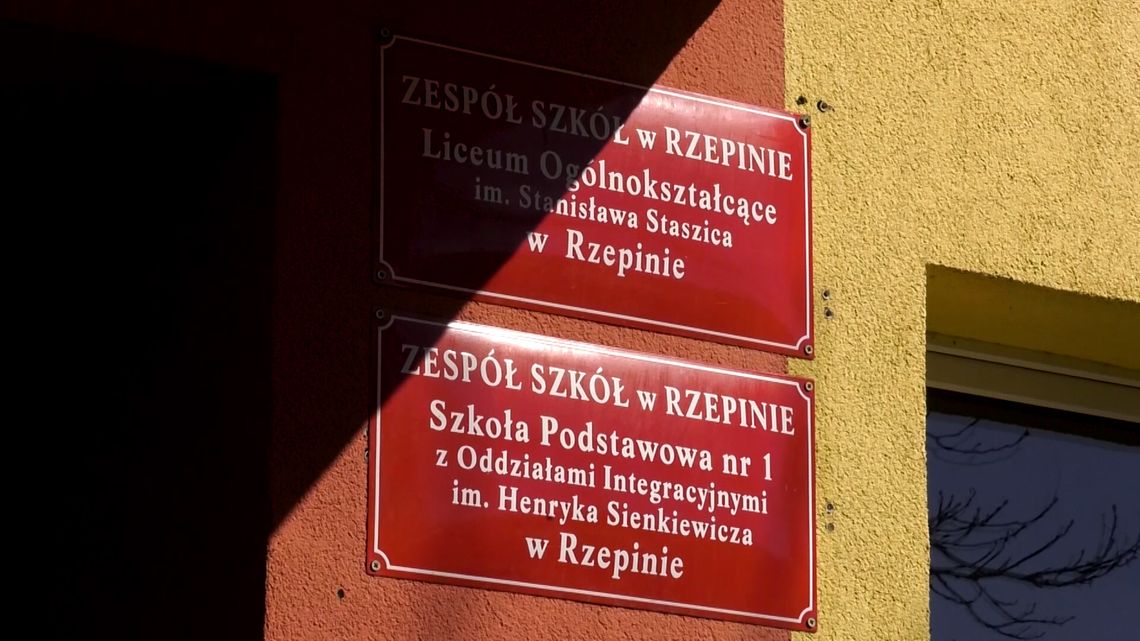 ZESPÓŁ SZKÓŁ w RZEPINIE
Liceum Ogólnokształcące
im. Stanisława Staszica
w Rzepinie
ZESPÓŁ SZKÓŁ w RZEPINIE
Szkoła Podstawowa nr 1
z Oddziałami Integracyjnymi
im. Henryka Sienkiewicza
w Rzepinie